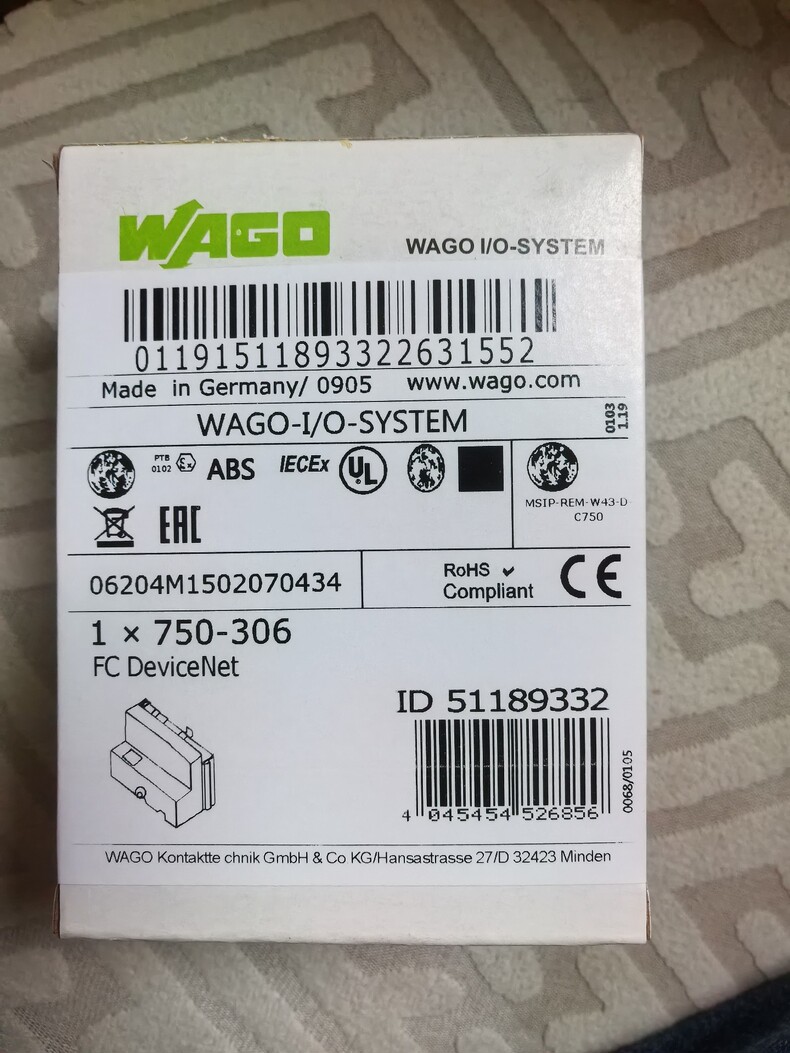 WAGO
WAGO I/O-SYSTEM
01191511893322631552
Made in Germany/ 0905 www.wago.com
WAGO-I/O-SYSTEM
0103
1.19
PTB
0102
Ex
ABS
IECEx
UL
MSIP-REM-W43-D
C750
EAC
06204M1502070434
RoHS
Compliant
CE
1 × 750-306
FC DeviceNet
ID 51189332
4 045454 526856
0068/0105
WAGO Kontaktte chnik GmbH & Co KG/Hansastrasse 27/D 32423 Minden